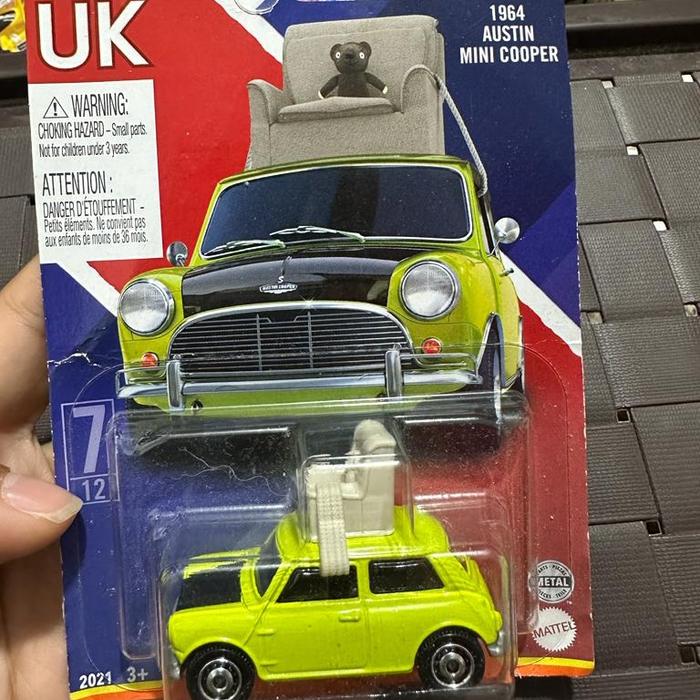 UK
1964
AUSTIN
MINI COOPER
⚠ WARNING:
CHOKING HAZARD – Small parts.
Not for children under 3 years.
ATTENTION :
DANGER D'ÉTOUFFEMENT –
Petits éléments. Ne convient pas
aux enfants de moins de 36 mois.
S
AUSTIN COOPER
7
12
METAL
MATTEL
2021 3+